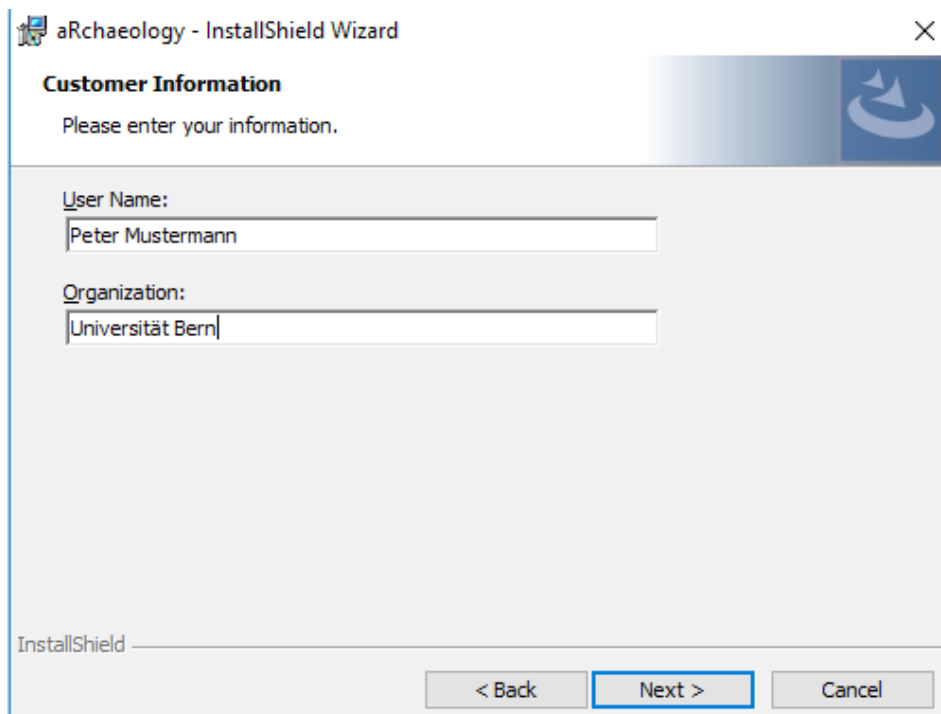 aRchaeology - InstallShield Wizard
Customer Information
Please enter your information.
User Name:
Peter Mustermann
Organization:
Universität Bern
InstallShield
< Back Next > Cancel